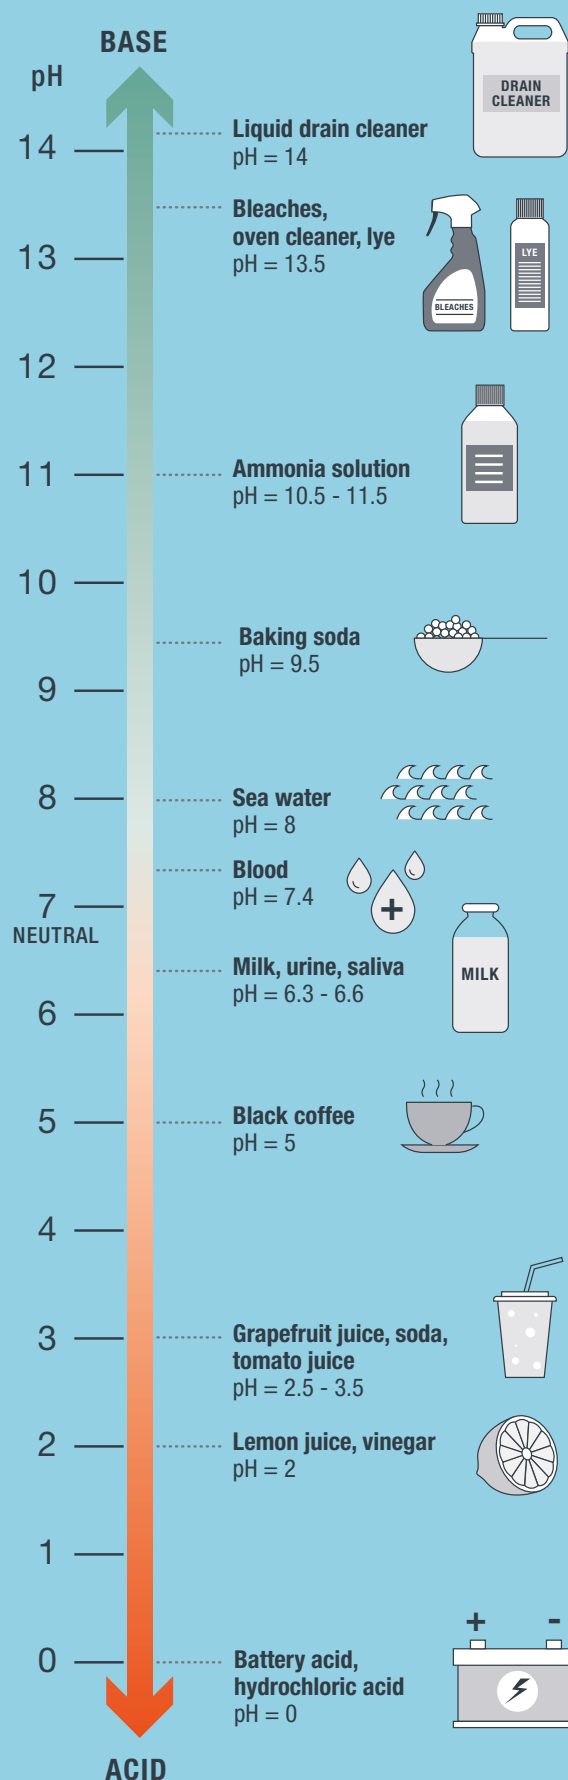 BASE
pH
DRAIN
CLEANER
14
Liquid drain cleaner
pH = 14
Bleaches,
oven cleaner, lye
pH = 13.5
13
LYE
BLEACHES
12
11
Ammonia solution
pH = 10.5 - 11.5
10
Baking soda
pH = 9.5
9
8
Sea water
pH = 8
Blood
pH = 7.4
+
7
NEUTRAL
Milk, urine, saliva
pH = 6.3 - 6.6
MILK
6
5
Black coffee
pH = 5
4
3
Grapefruit juice, soda,
tomato juice
pH = 2.5 - 3.5
2
Lemon juice, vinegar
pH = 2
1
+ -
0
Battery acid,
hydrochloric acid
pH = 0
ACID